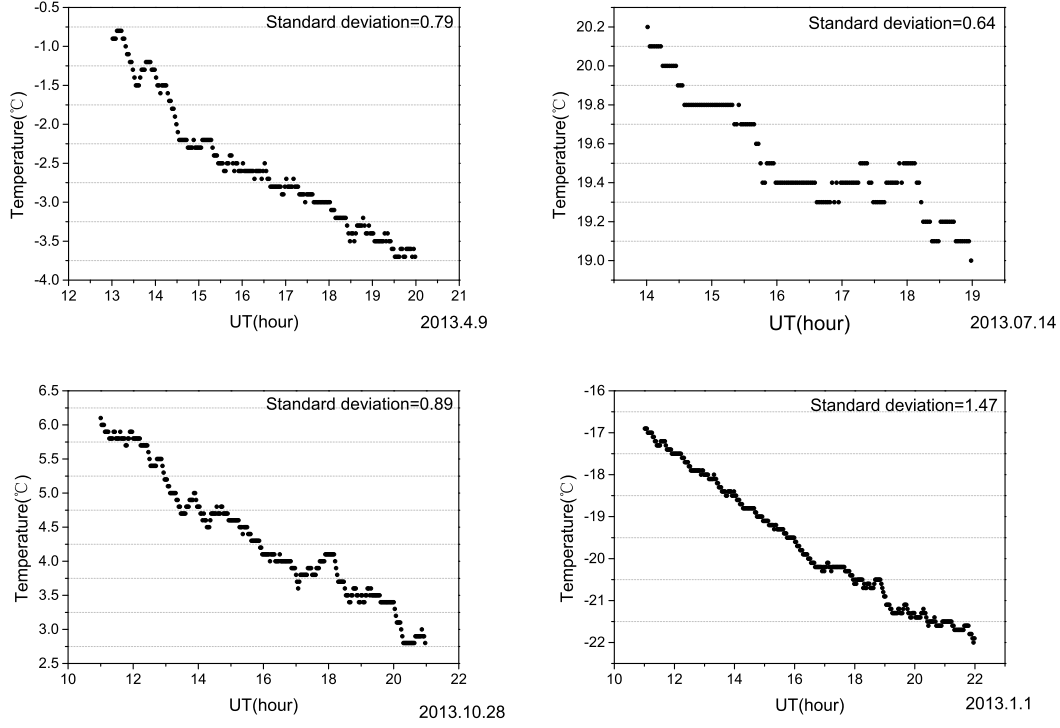 Standard deviation=0.79
Temperature(℃)
-0.5
-1.0
-1.5
-2.0
-2.5
-3.0
-3.5
-4.0
12 13 14 15 16 17 18 19 20 21
UT(hour)
2013.4.9
Standard deviation=0.64
Temperature(℃)
20.2
20.0
19.8
19.6
19.4
19.2
19.0
14 15 16 17 18 19
UT(hour)
2013.07.14
Standard deviation=0.89
Temperature(℃)
6.5
6.0
5.5
5.0
4.5
4.0
3.5
3.0
2.5
10 12 14 16 18 20 22
UT(hour)
2013.10.28
Standard deviation=1.47
Temperature(℃)
-16
-17
-18
-19
-20
-21
-22
10 12 14 16 18 20 22
UT(hour)
2013.1.1